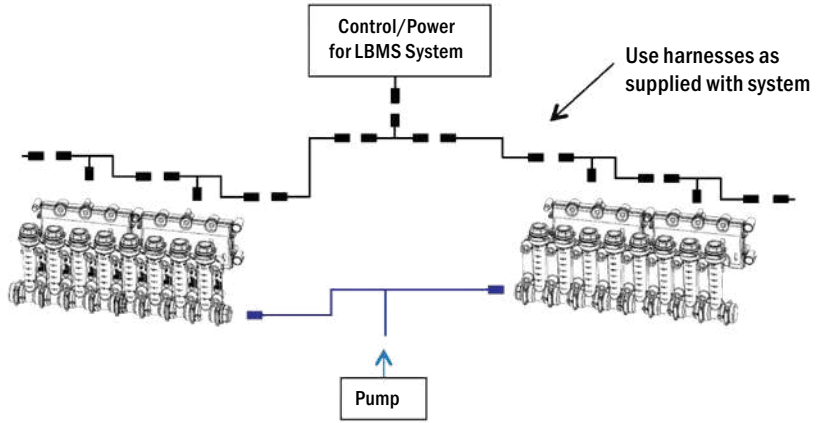 Control/Power
for LBMS System
Use harnesses as
supplied with system
Pump